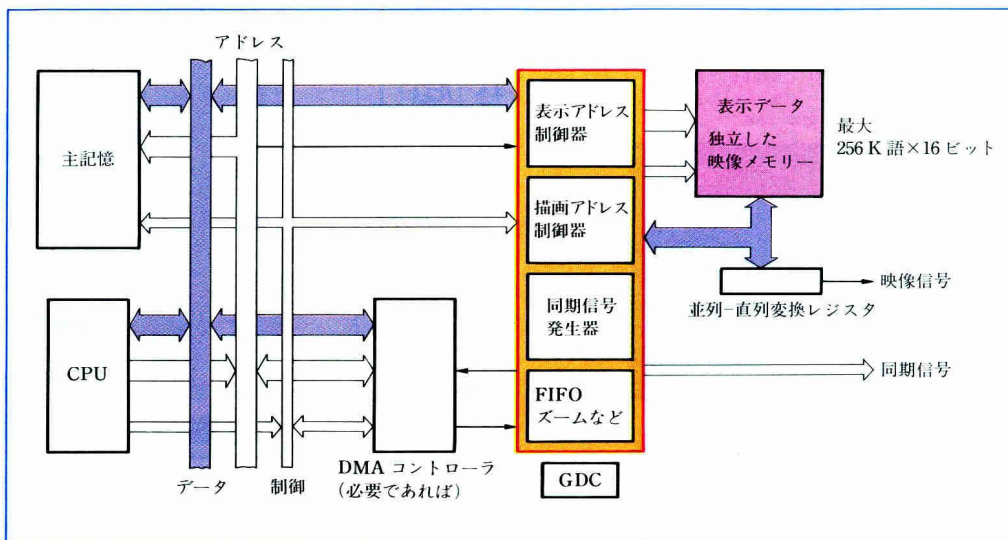 アドレス
主記憶
表示アドレス
制御器
表示データ
独立した
映像メモリー
最大
256 K 語×16 ビット
描画アドレス
制御器
映像信号
並列−直列変換レジスタ
同期信号
発生器
CPU
同期信号
FIFO
ズームなど
データ
制御
DMA コントローラ
(必要であれば)
GDC